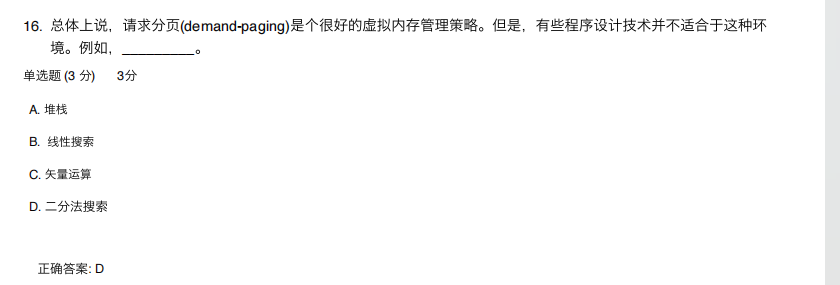 16. 总体上说，请求分页(demand-paging)是个很好的虚拟内存管理策略。但是，有些程序设计技术并不适合于这种环
境。例如，_________。
单选题 (3 分)  3分
A. 堆栈
B. 线性搜索
C. 矢量运算
D. 二分法搜索
正确答案: D